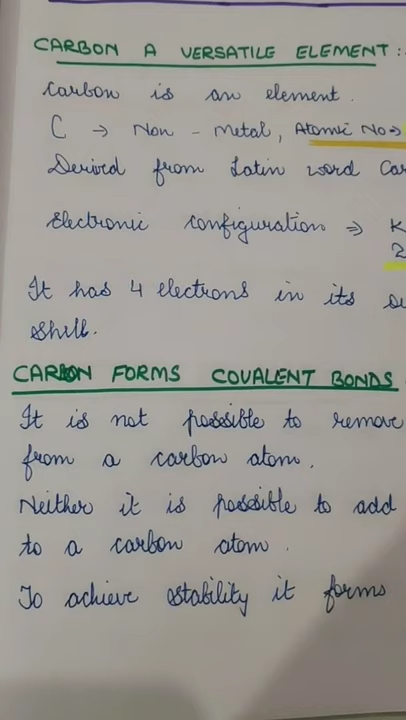 CARBON A VERSATILE ELEMENT :
Carbon is an element.
C → Non - Metal, Atomic No →
Derived from Latin word Car
Electronic configuration ⇒ K
2
It has 4 electrons in its
shell.
CARBON FORMS COVALENT BONDS
It is not possible to remove
from a carbon atom.
Neither it is possible to add
to a carbon atom.
To achieve stability it forms